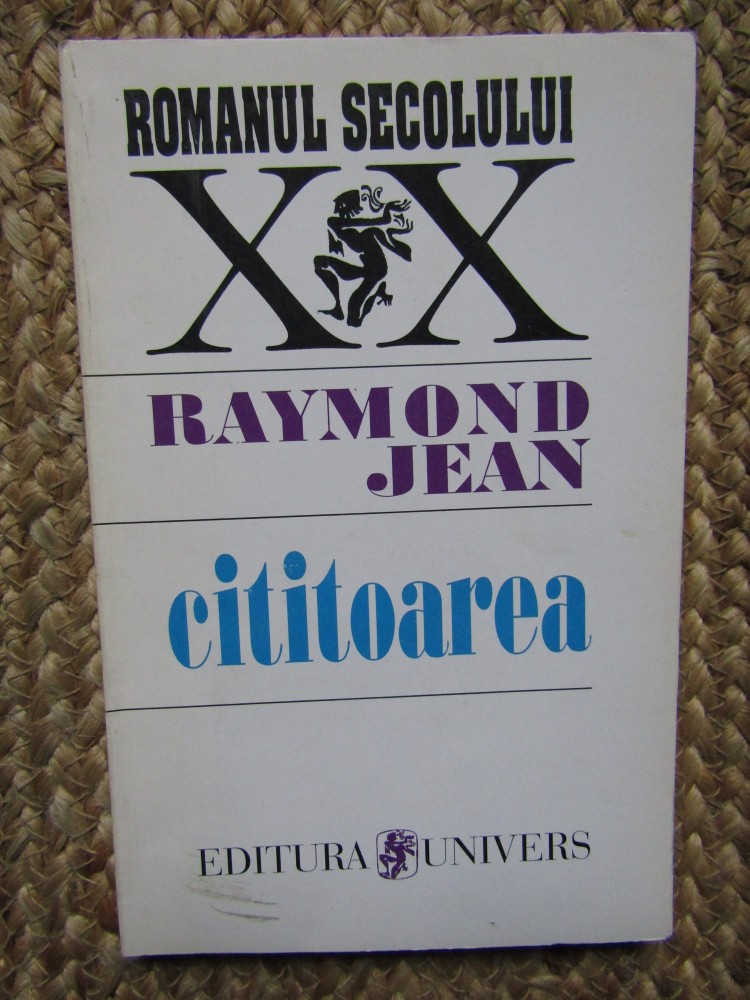 ROMANUL SECOLULUI
XX
RAYMOND
JEAN
cititoarea
EDITURA UNIVERS